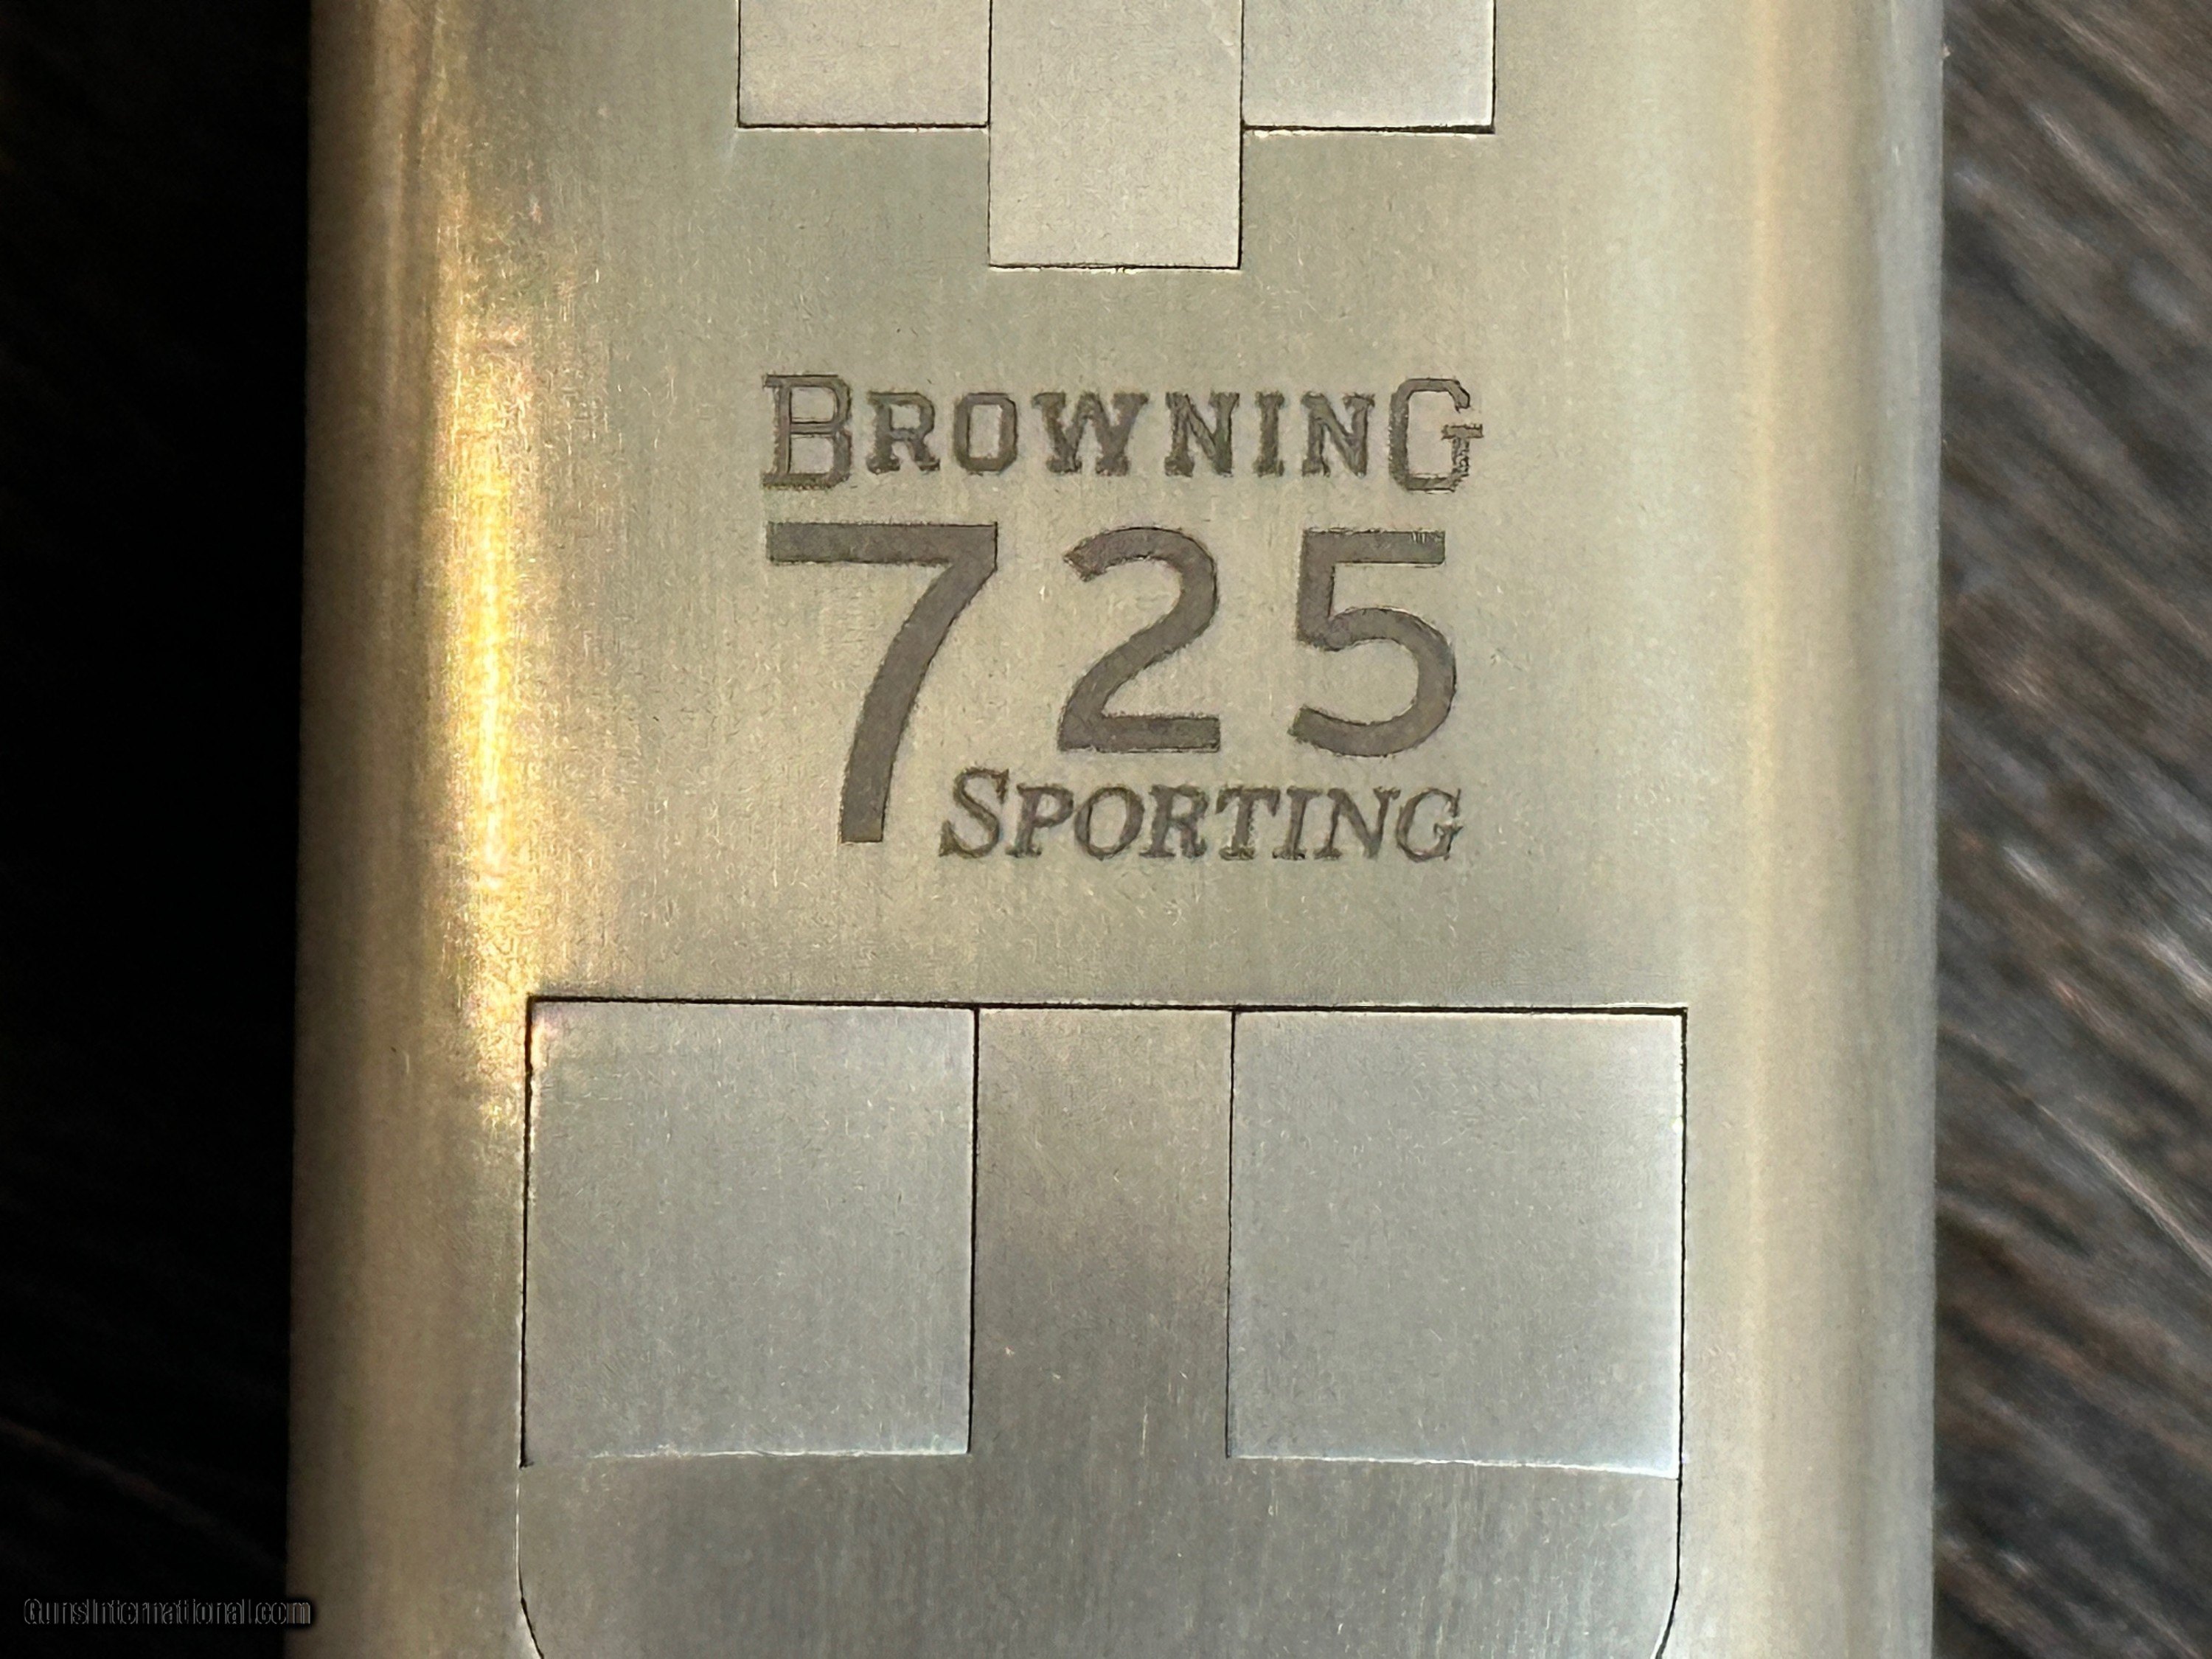 BROWNING
725
SPORTING
GunsInternational.com